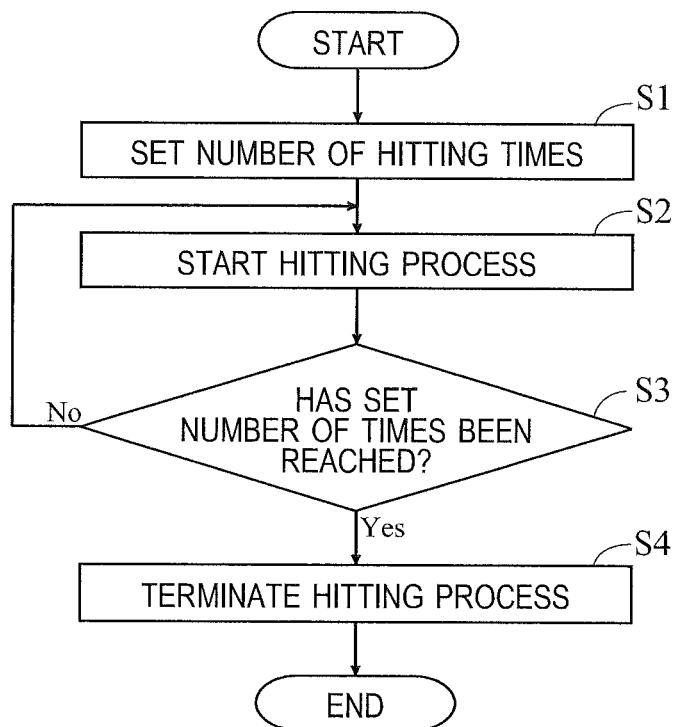 START
S1
SET NUMBER OF HITTING TIMES
S2
START HITTING PROCESS
S3
HAS SET
NUMBER OF TIMES BEEN
REACHED?
No
Yes
S4
TERMINATE HITTING PROCESS
END